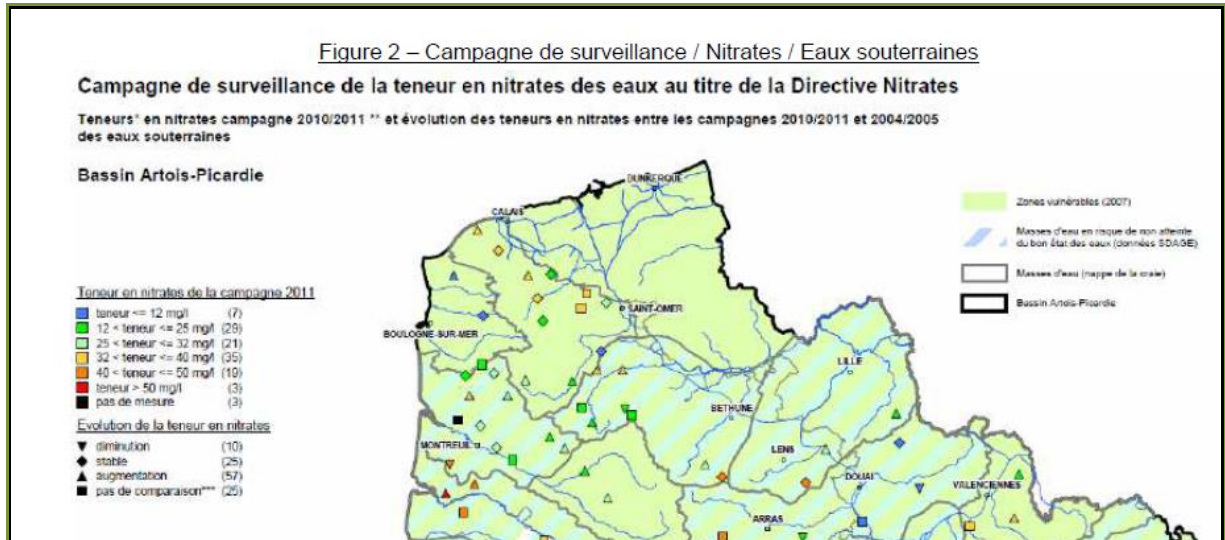 Figure 2 – Campagne de surveillance / Nitrates / Eaux souterraines
Campagne de surveillance de la teneur en nitrates des eaux au titre de la Directive Nitrates
Teneurs* en nitrates campagne 2010/2011 ** et évolution des teneurs en nitrates entre les campagnes 2010/2011 et 2004/2005
des eaux souterraines
Bassin Artois-Picardie
Zones vulnérables (2007)
Masses d'eau en risque de non atteinte
du bon état des eaux (données SDAGE)
Masses d'eau (nappe de la craie)
Bassin Artois-Picardie
Teneur en nitrates de la campagne 2011
teneur <= 12 mg/l (7)
12 < teneur <= 25 mg/l (29)
25 < teneur <= 32 mg/l (21)
32 < teneur <= 40 mg/l (35)
40 < teneur <= 50 mg/l (19)
teneur > 50 mg/l (3)
pas de mesure (3)
Evolution de la teneur en nitrates
diminution (10)
stable (25)
augmentation (57)
pas de comparaison*** (25)
DUNKERQUE
CALAIS
SAINT-OMER
BOULOGNE-SUR-MER
LILLE
BETHUNE
MONTREUIL
LENS
DOUAI
VALENCIENNES
ARRAS